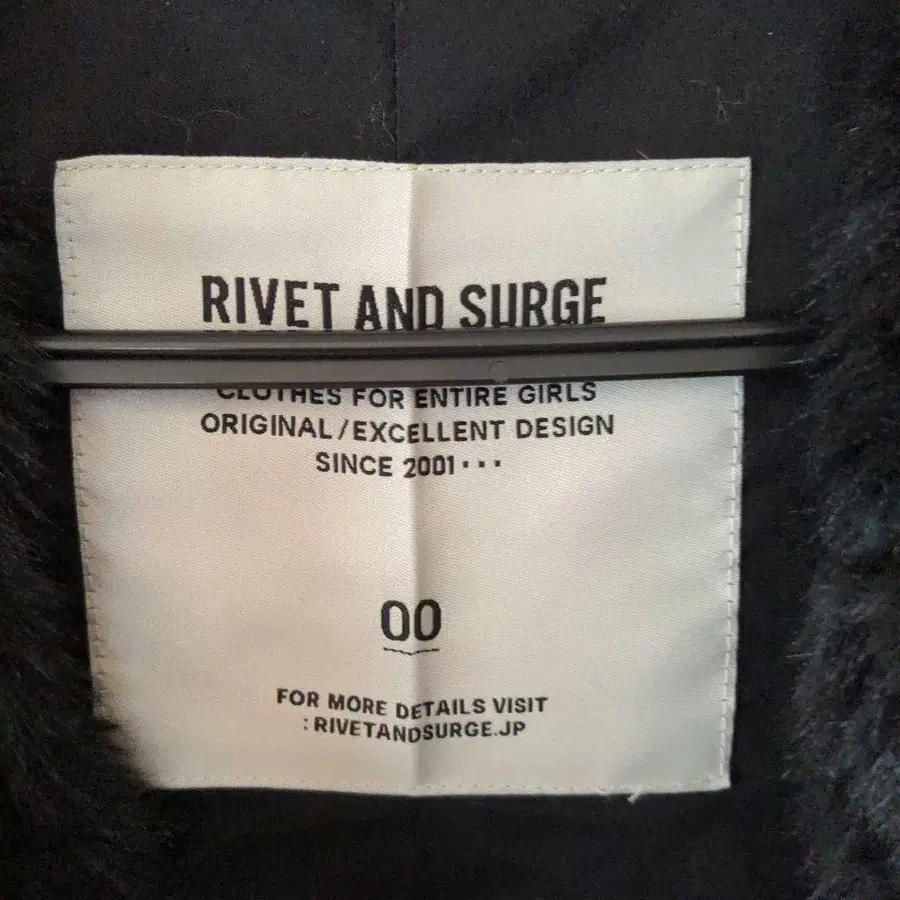 RIVET AND SURGE
CLOTHES FOR ENTIRE GIRLS
ORIGINAL/EXCELLENT DESIGN
SINCE 2001···
00
FOR MORE DETAILS VISIT
:RIVETANDSURGE.JP